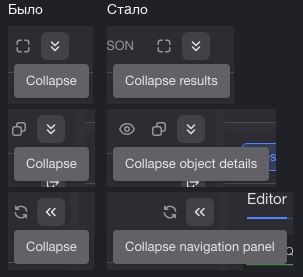 Было
Стало
SON
Collapse
Collapse results
Collapse
Collapse object details
Editor
Collapse
Collapse navigation panel